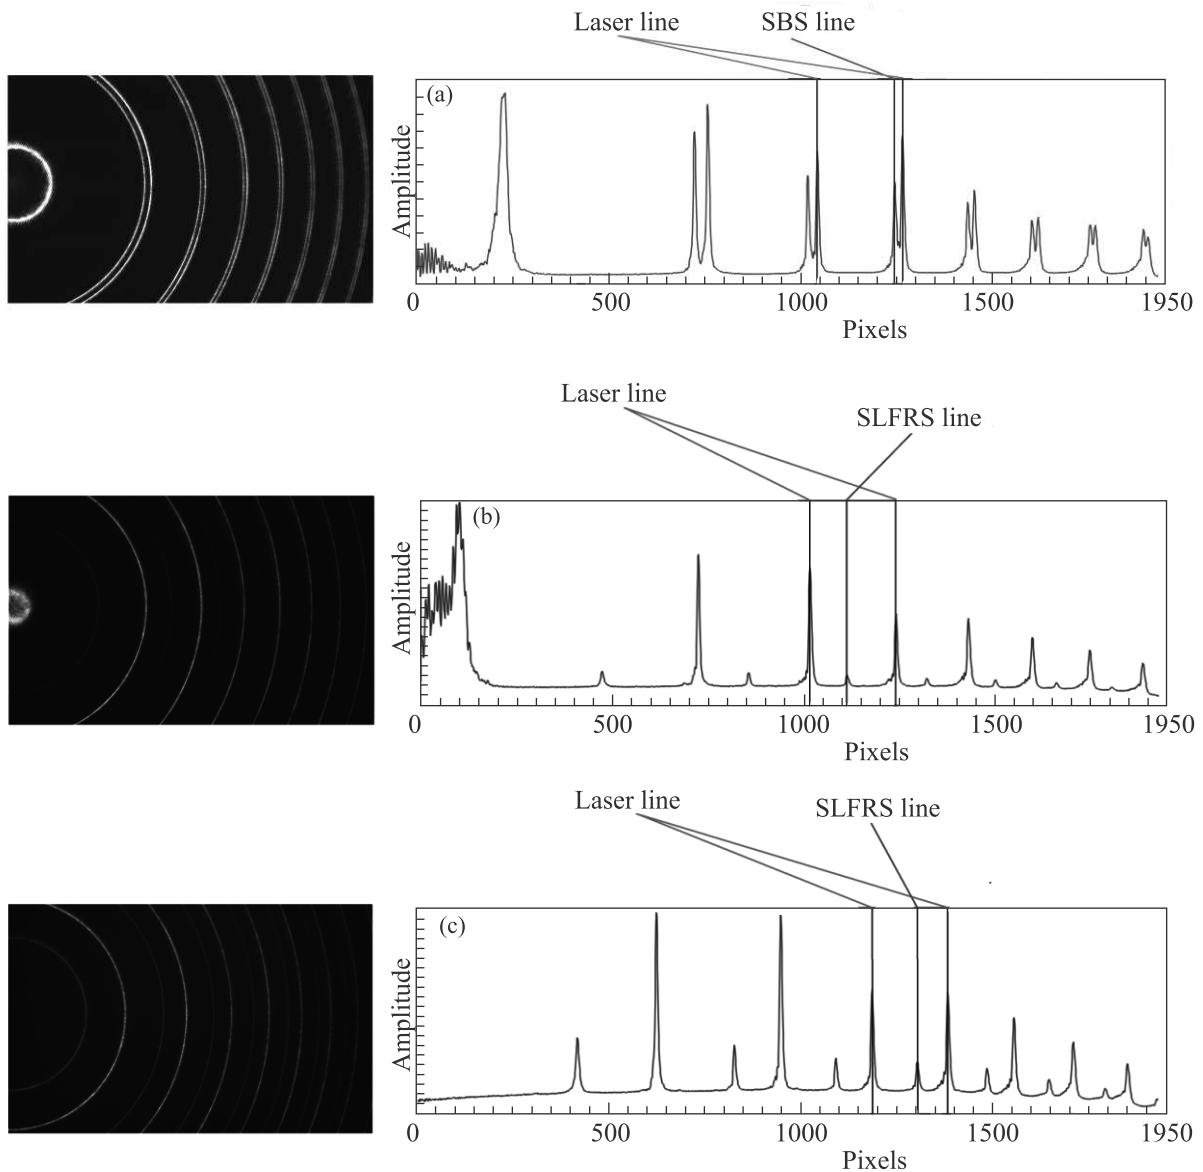 Laser line SBS line
(a)
Amplitude
0 500 1000 1500 1950
Pixels
Laser line
SLFRS line
(b)
Amplitude
0 500 1000 1500 1950
Pixels
Laser line
SLFRS line
(c)
Amplitude
0 500 1000 1500 1950
Pixels